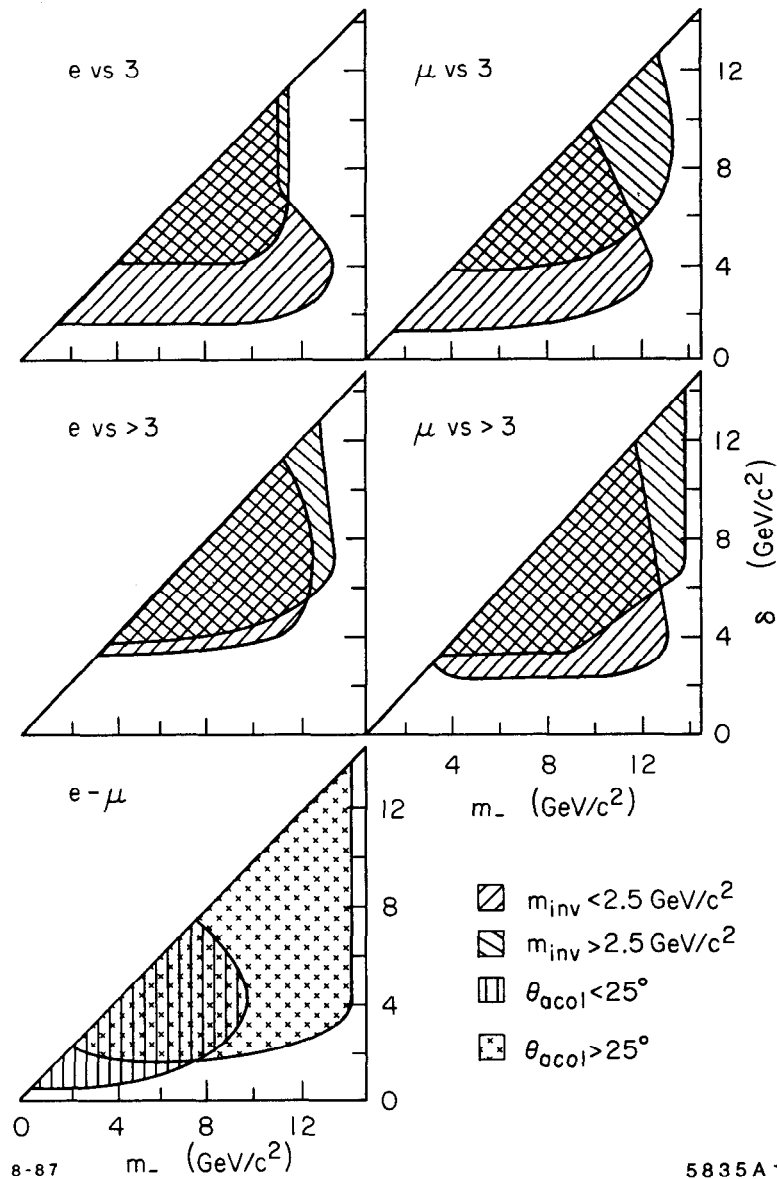 e vs 3
μ vs 3
12
8
4
0
e vs >3
μ vs >3
12
8
4
0
δ (GeV/c²)
4 8 12
m₋ (GeV/c²)
e-μ
12
8
4
0
m_inv < 2.5 GeV/c²
m_inv > 2.5 GeV/c²
θ_acol < 25°
θ_acol > 25°
0 4 8 12
m₋ (GeV/c²)
8-87
5835A